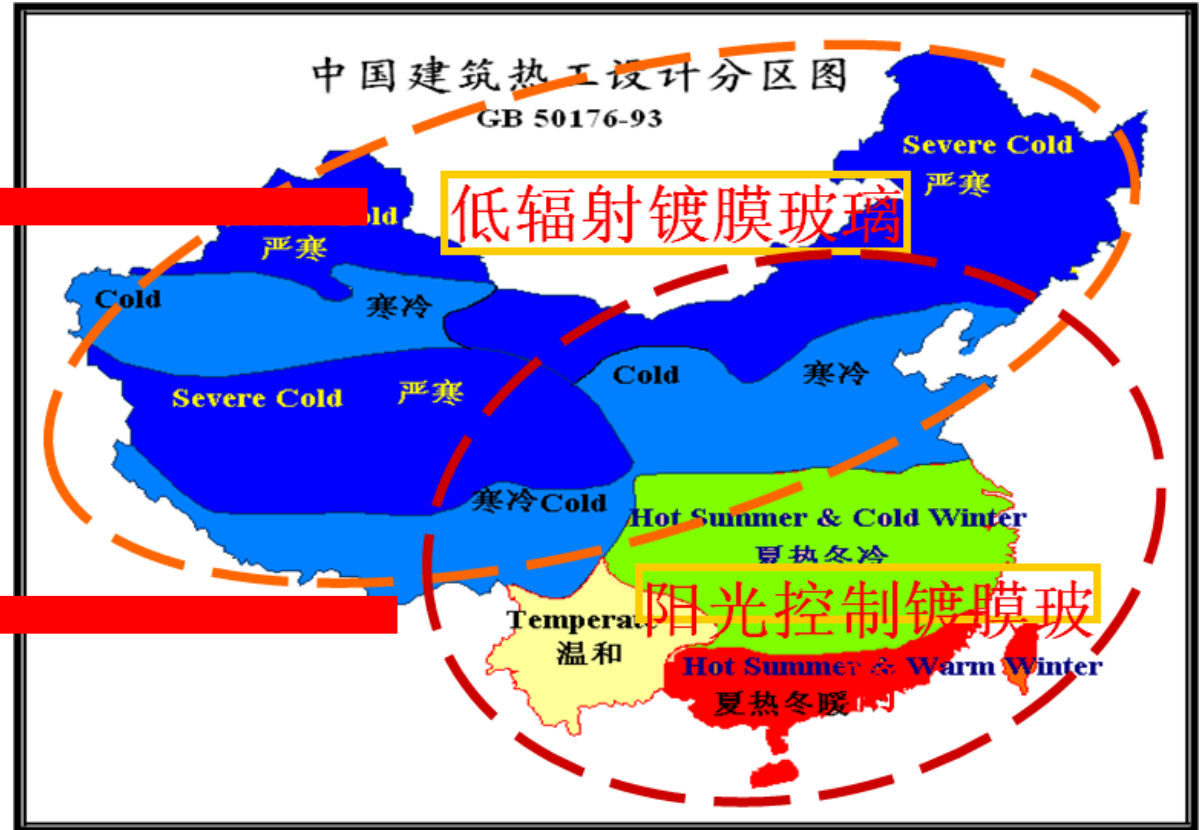 中国建筑热工设计分区图
GB 50176-93
Severe Cold
严寒
低辐射镀膜玻璃
严寒
Cold
寒冷
Cold
寒冷
Severe Cold 严寒
寒冷Cold
Hot Summer & Cold Winter
夏热冬冷
阳光控制镀膜玻
Temperate
温和
Hot Summer & Warm Winter
夏热冬暖